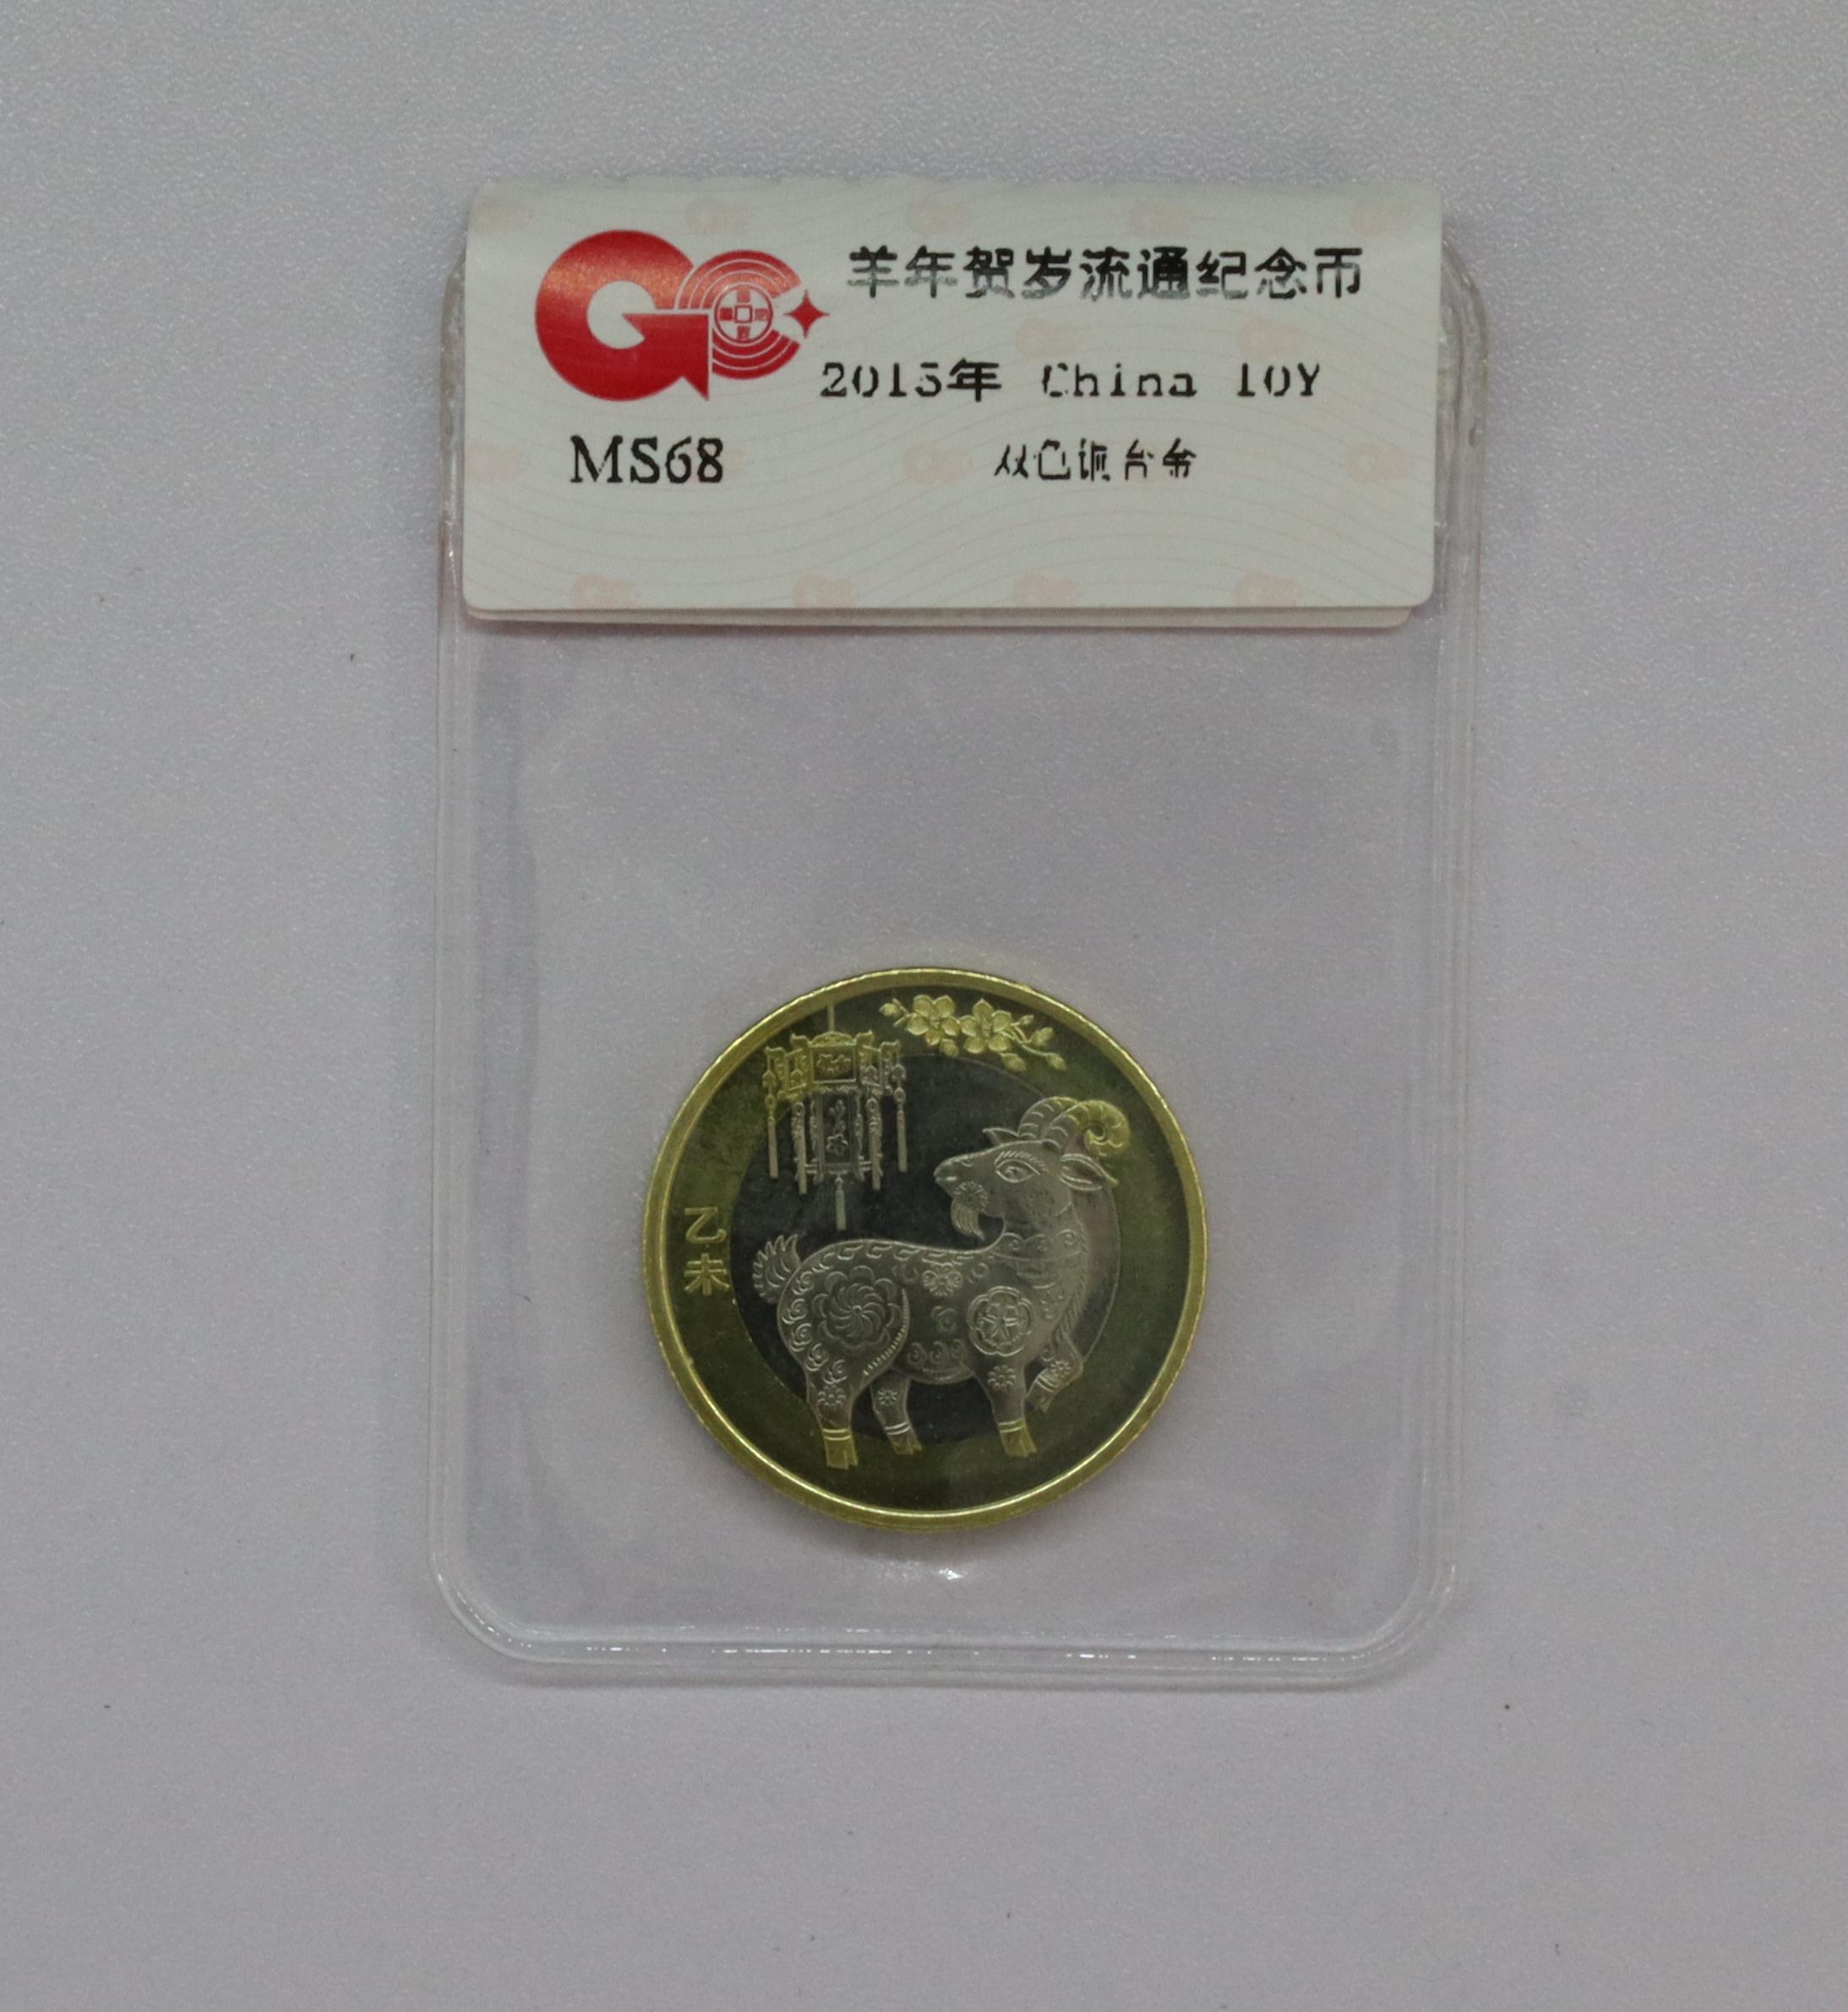 羊年贺岁流通纪念币
2015年 China 10Y
MS68
双色铜合金
乙
未